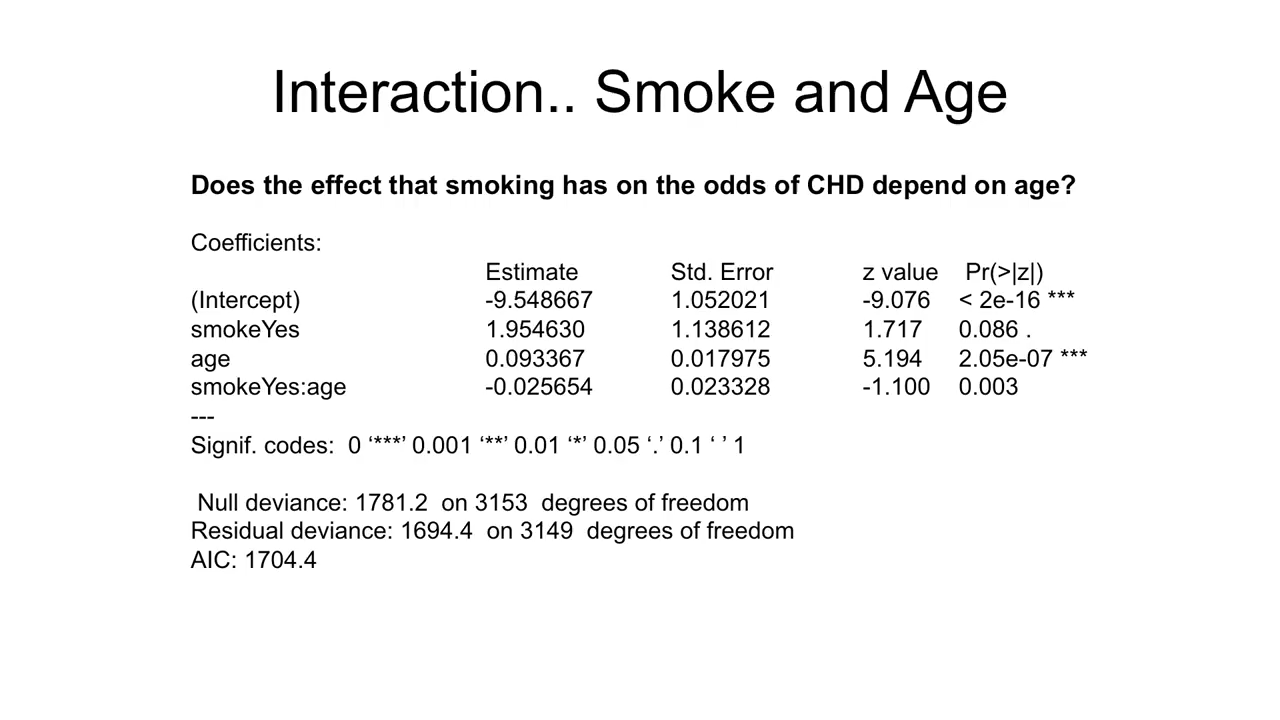 Interaction.. Smoke and Age
Does the effect that smoking has on the odds of CHD depend on age?
Coefficients:
Estimate Std. Error z value Pr(>|z|)
(Intercept) -9.548667 1.052021 -9.076 < 2e-16 ***
smokeYes 1.954630 1.138612 1.717 0.086 .
age 0.093367 0.017975 5.194 2.05e-07 ***
smokeYes:age -0.025654 0.023328 -1.100 0.003
---
Signif. codes: 0 ‘***’ 0.001 ‘**’ 0.01 ‘*’ 0.05 ‘.’ 0.1 ‘ ’ 1
Null deviance: 1781.2 on 3153 degrees of freedom
Residual deviance: 1694.4 on 3149 degrees of freedom
AIC: 1704.4